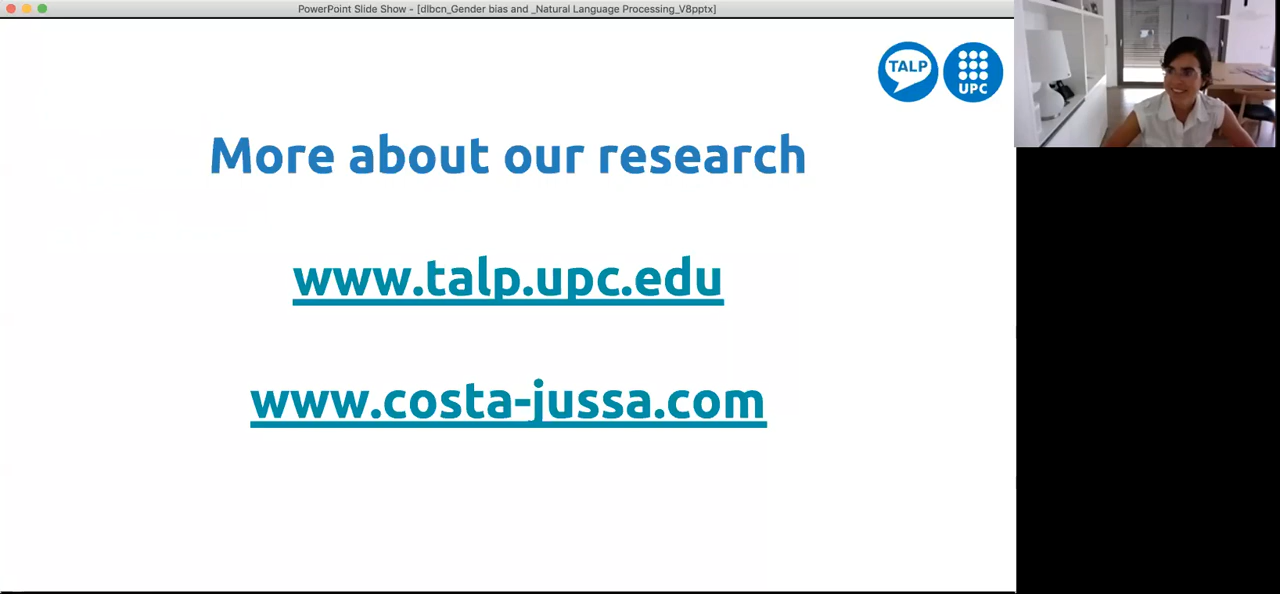 PowerPoint Slide Show - [dlbcn_Gender bias and _Natural Language Processing_V8pptx]
TALP
UPC
More about our research
www.talp.upc.edu
www.costa-jussa.com